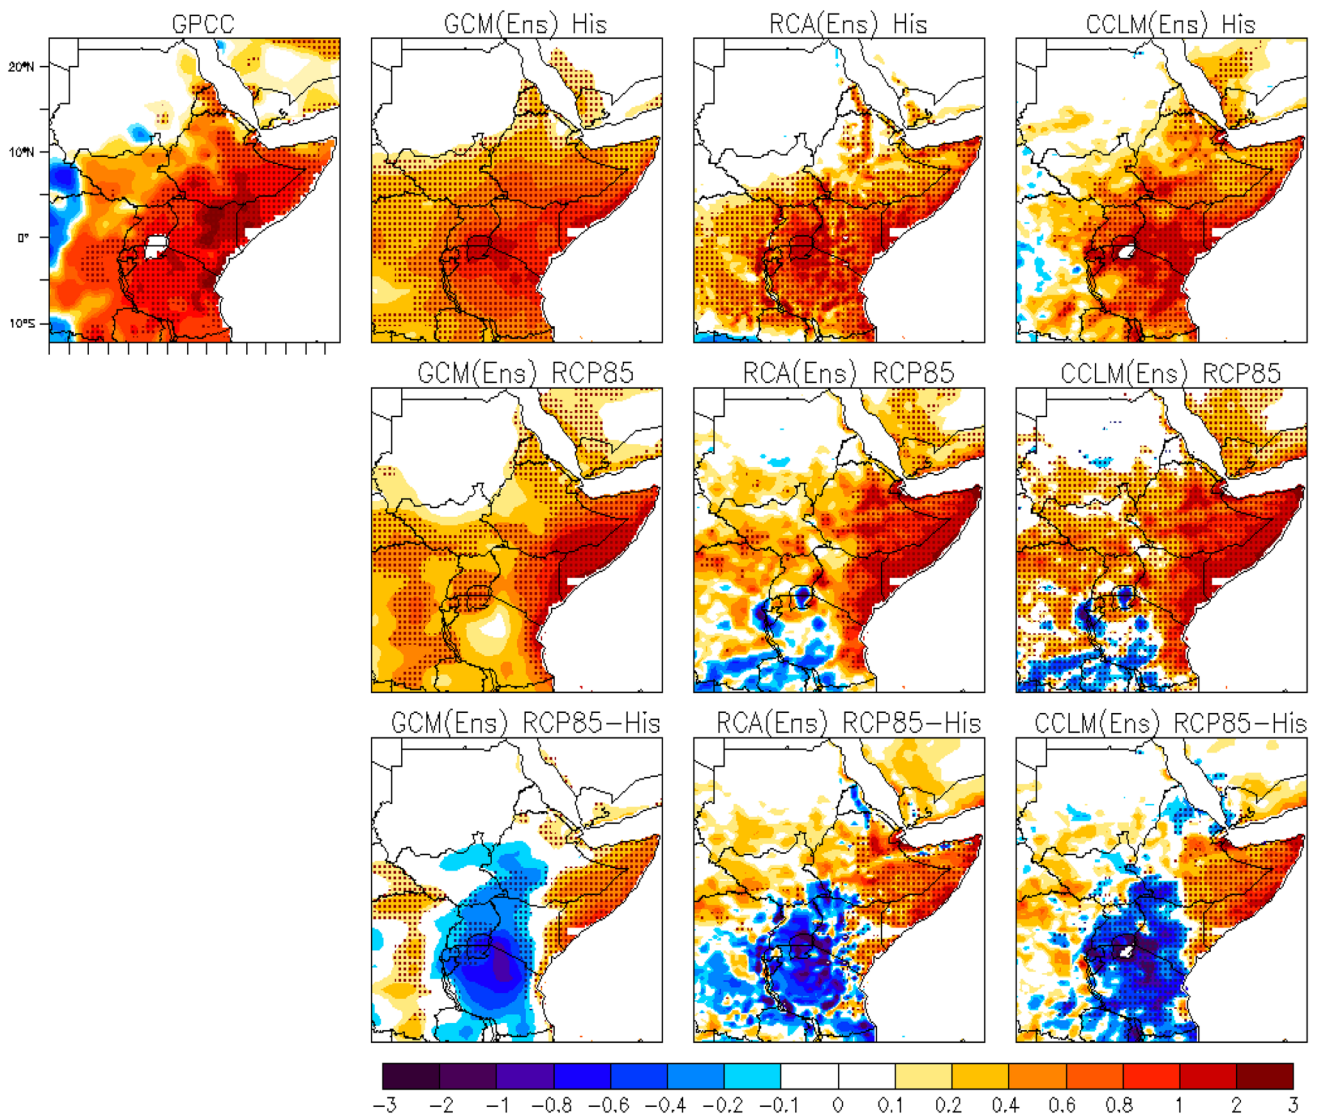 GPCC GCM(Ens) His RCA(Ens) His CCLM(Ens) His
20°N
10°N
0°
10°S
GCM(Ens) RCP85 RCA(Ens) RCP85 CCLM(Ens) RCP85
GCM(Ens) RCP85-His RCA(Ens) RCP85-His CCLM(Ens) RCP85-His
-3 -2 -1 -0.8 -0.6 -0.4 -0.2 -0.1 0 0.1 0.2 0.4 0.6 0.8 1 2 3